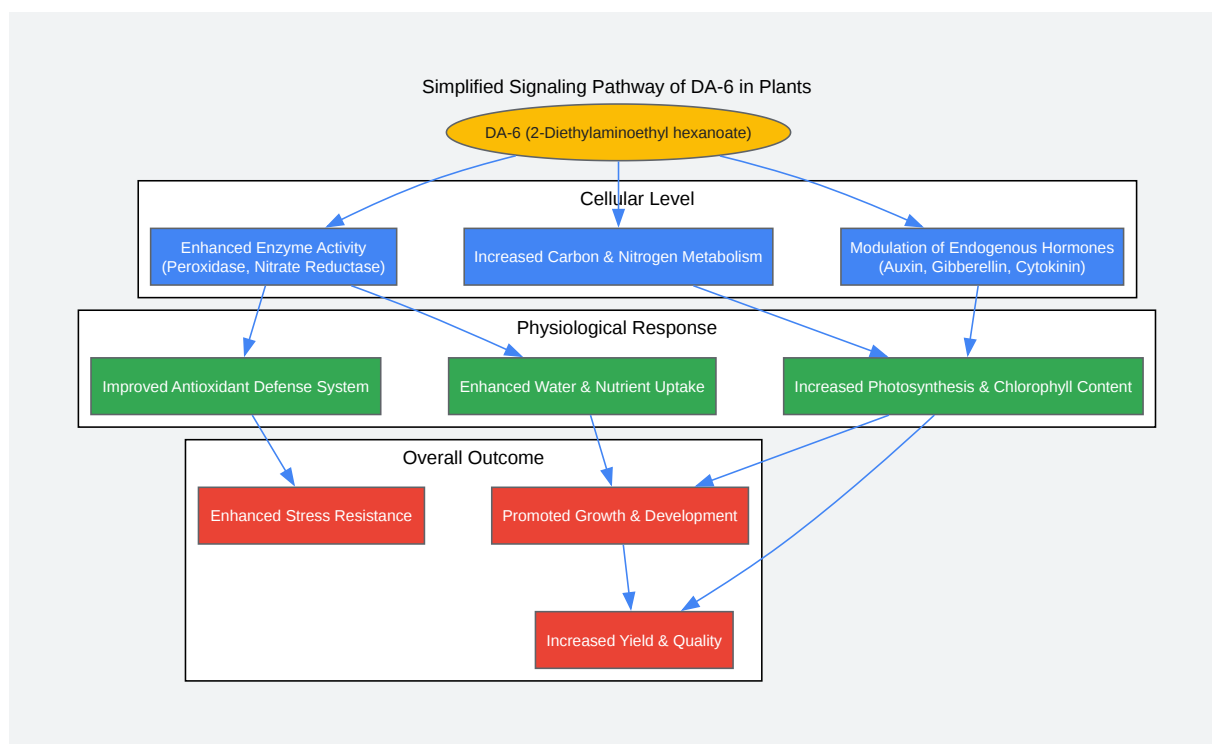 Simplified Signaling Pathway of DA-6 in Plants
DA-6 (2-Diethylaminoethyl hexanoate)
Cellular Level
Enhanced Enzyme Activity
(Peroxidase, Nitrate Reductase)
Increased Carbon & Nitrogen Metabolism
Modulation of Endogenous Hormones
(Auxin, Gibberellin, Cytokinin)
Physiological Response
Improved Antioxidant Defense System
Enhanced Water & Nutrient Uptake
Increased Photosynthesis & Chlorophyll Content
Overall Outcome
Enhanced Stress Resistance
Promoted Growth & Development
Increased Yield & Quality